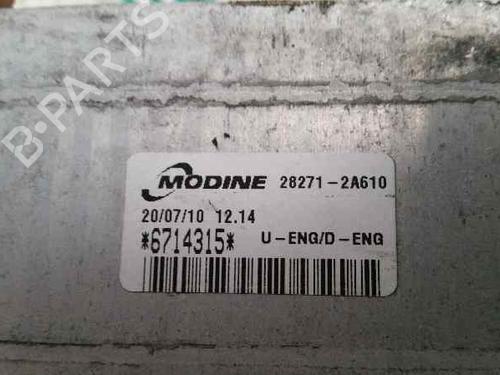 B-PARTS
MODINE 28271-2A610
20/07/10 12.14
*6714315* U-ENG/D-ENG